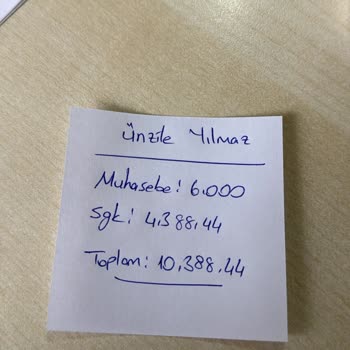 Ünzile Yılmaz
Muhasebe: 6.000
Sgk: 4.388,44
Toplam: 10.388,44